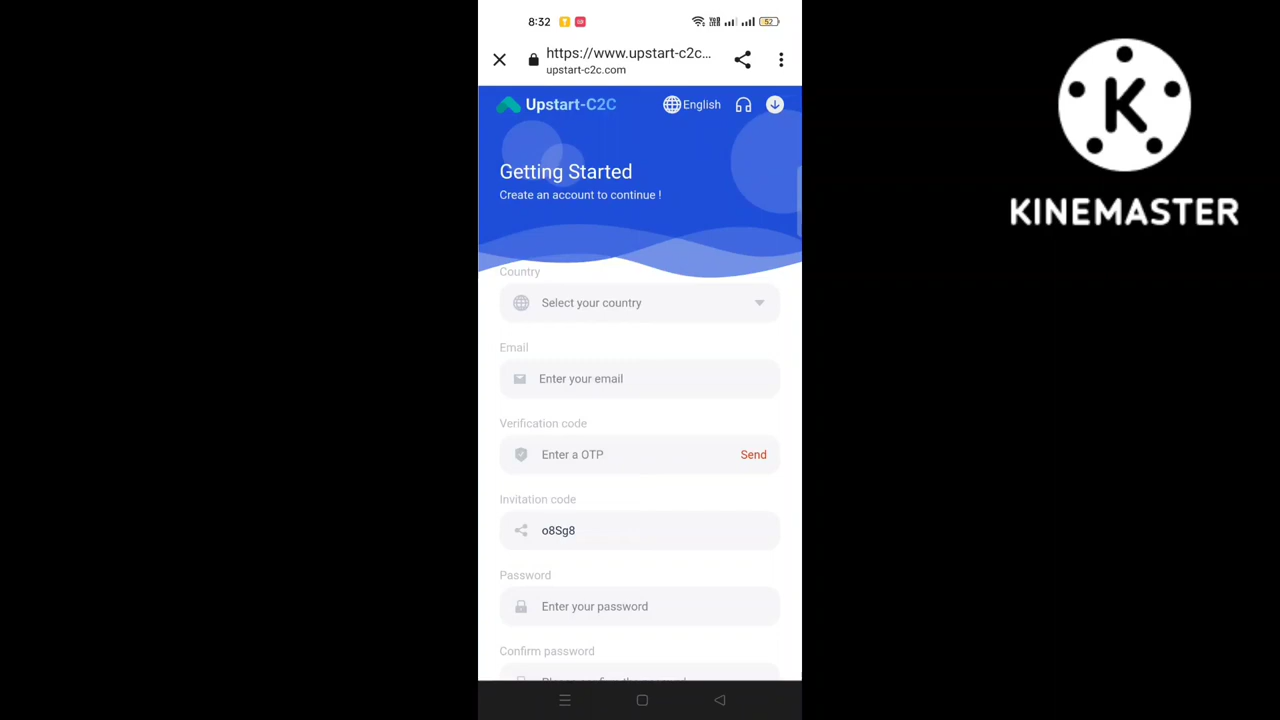 8:32
52
https://www.upstart-c2c...
upstart-c2c.com
Upstart-C2C
English
Getting Started
Create an account to continue !
Country
Select your country
Email
Enter your email
Verification code
Enter a OTP
Send
Invitation code
o8Sg8
Password
Enter your password
Confirm password
K
KINEMASTER